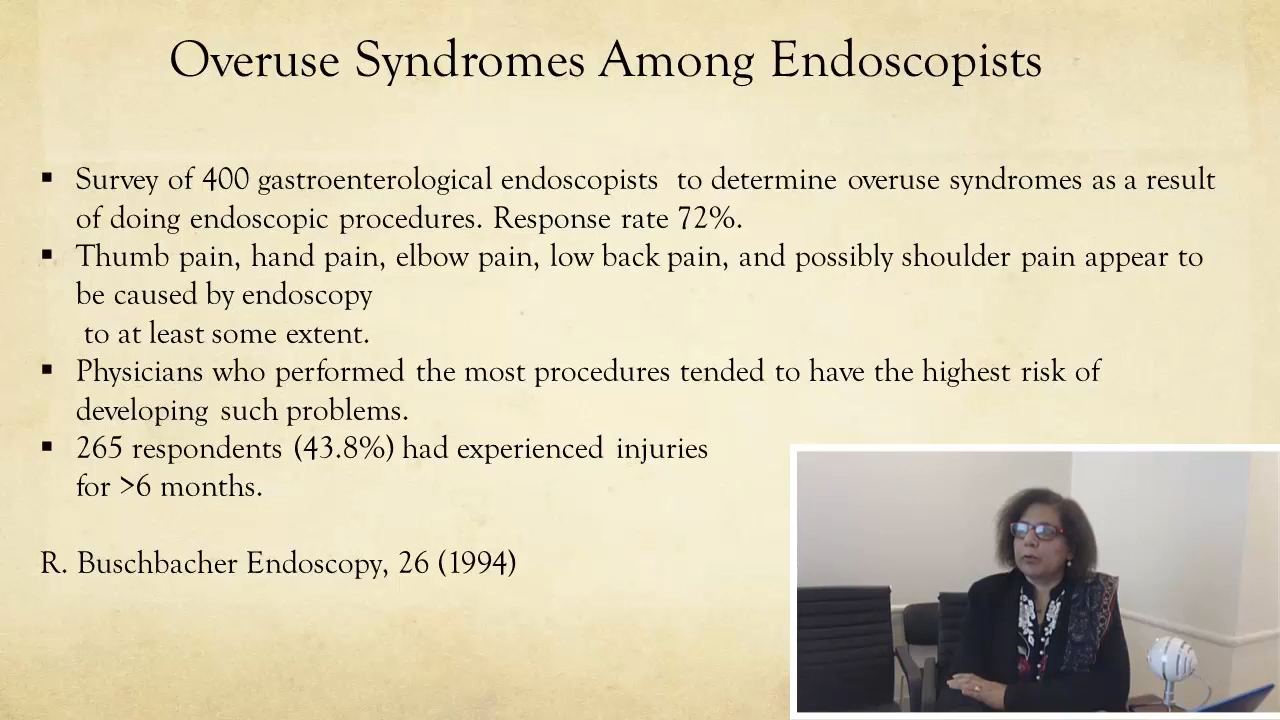 Overuse Syndromes Among Endoscopists
▪ Survey of 400 gastroenterological endoscopists to determine overuse syndromes as a result
of doing endoscopic procedures. Response rate 72%.
▪ Thumb pain, hand pain, elbow pain, low back pain, and possibly shoulder pain appear to
be caused by endoscopy
to at least some extent.
▪ Physicians who performed the most procedures tended to have the highest risk of
developing such problems.
▪ 265 respondents (43.8%) had experienced injuries
for >6 months.
R. Buschbacher Endoscopy, 26 (1994)